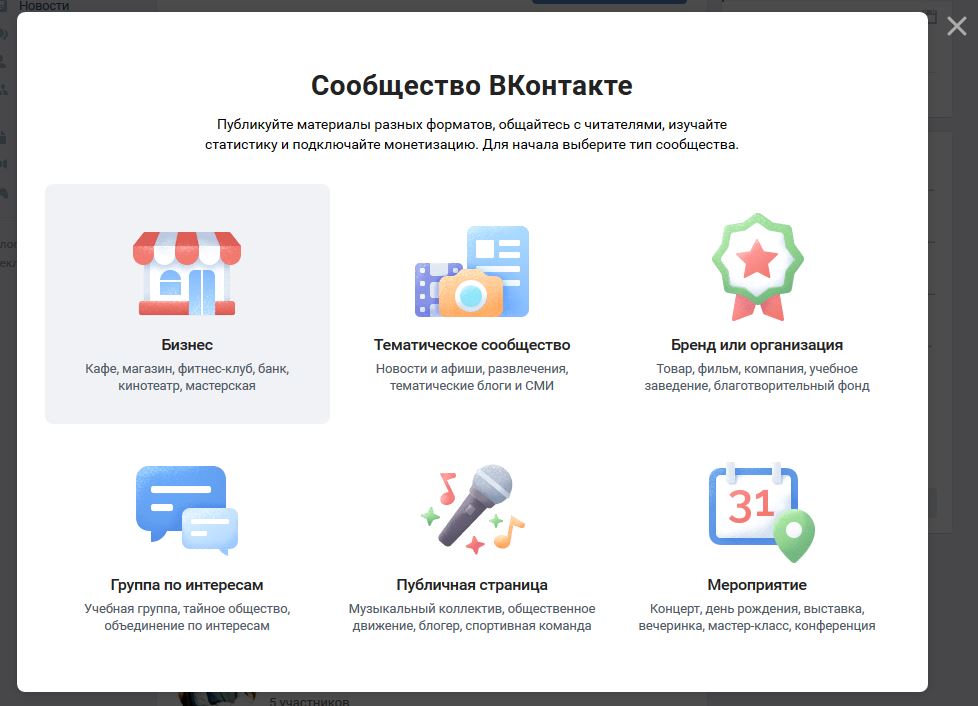 Новости
Сообщество ВКонтакте
Публикуйте материалы разных форматов, общайтесь с читателями, изучайте
статистику и подключайте монетизацию. Для начала выберите тип сообщества.
Бизнес
Кафе, магазин, фитнес-клуб, банк,
кинотеатр, мастерская
Тематическое сообщество
Новости и афиши, развлечения,
тематические блоги и СМИ
Бренд или организация
Товар, фильм, компания, учебное
заведение, благотворительный фонд
31
Группа по интересам
Учебная группа, тайное общество,
объединение по интересам
Публичная страница
Музыкальный коллектив, общественное
движение, блогер, спортивная команда
Мероприятие
Концерт, день рождения, выставка,
вечеринка, мастер-класс, конференция
5 участников